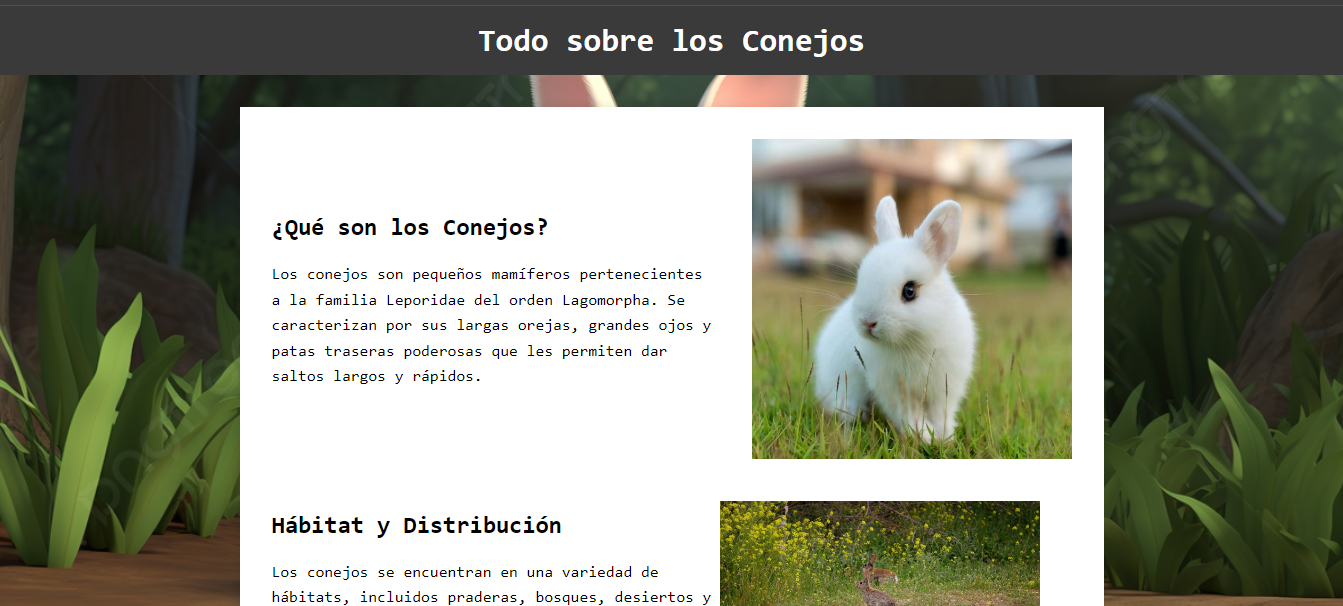 Todo sobre los Conejos
¿Qué son los Conejos?
Los conejos son pequeños mamíferos pertenecientes
a la familia Leporidae del orden Lagomorpha. Se
caracterizan por sus largas orejas, grandes ojos y
patas traseras poderosas que les permiten dar
saltos largos y rápidos.
Hábitat y Distribución
Los conejos se encuentran en una variedad de
hábitats, incluidos praderas, bosques, desiertos y